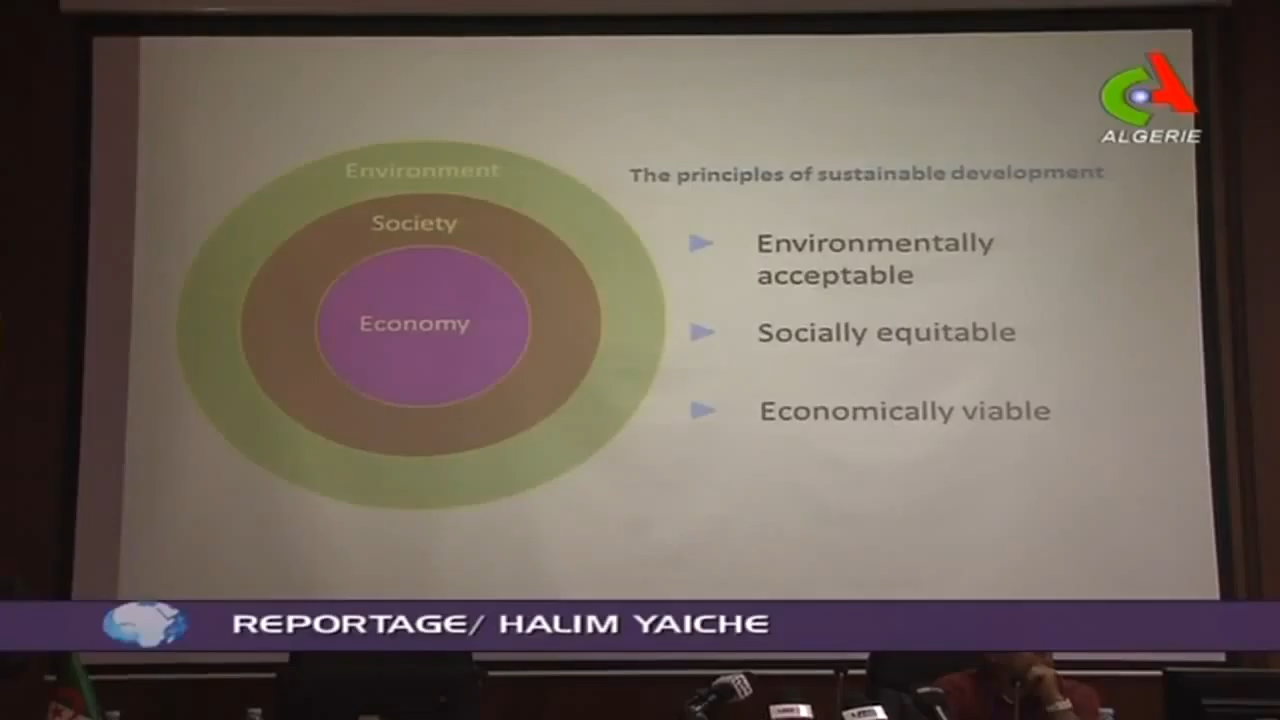 ALGERIE
Environment
Society
Economy
The principles of sustainable development
Environmentally
acceptable
Socially equitable
Economically viable
REPORTAGE/ HALIM YAICHE